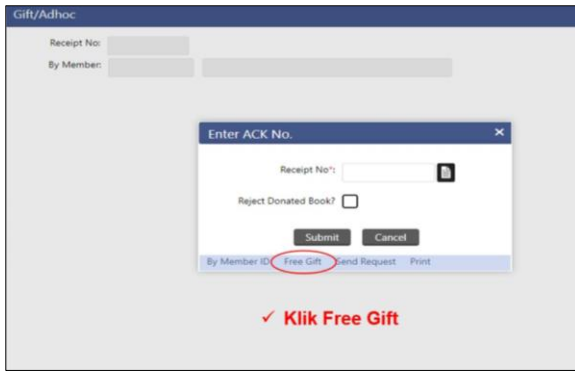 Gift/Adhoc
Receipt No:
By Member:
Enter ACK No. ×
Receipt No*:
Reject Donated Book?
Submit Cancel
By Member ID Free Gift Send Request Print
✓ Klik Free Gift